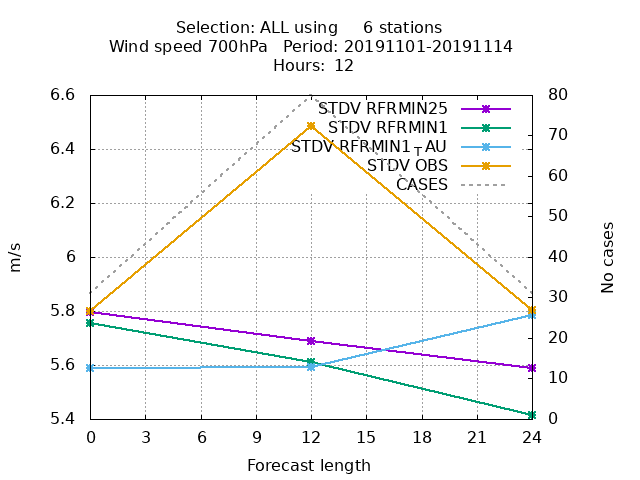 Selection: ALL using     6 stations
Wind speed 700hPa   Period: 20191101-20191114
Hours: 12
STDV RFRMIN25
STDV RFRMIN1
STDV RFRMIN1TAU
STDV OBS
CASES
6.6
6.4
6.2
6
5.8
5.6
5.4
m/s
80
70
60
50
40
30
20
10
0
No cases
0 3 6 9 12 15 18 21 24
Forecast length